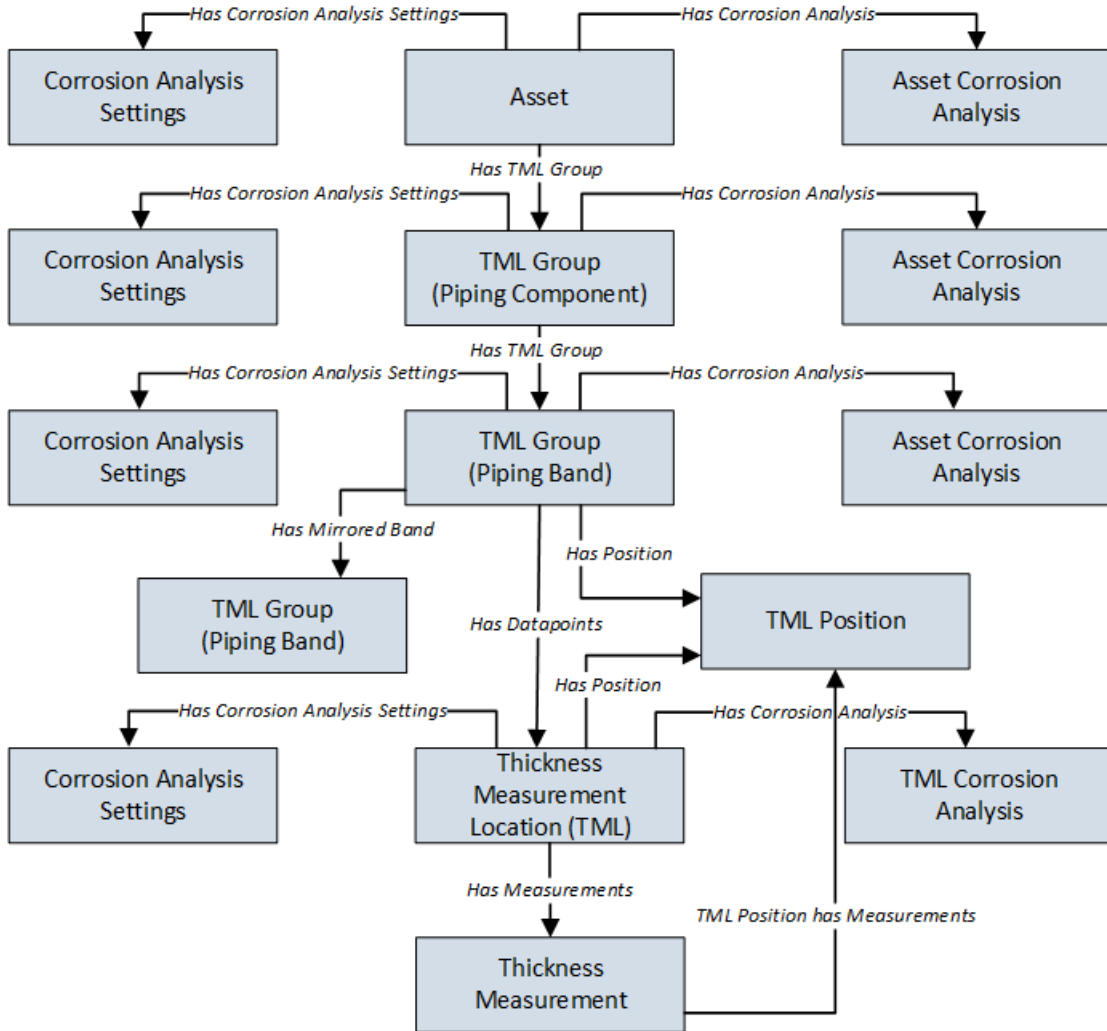 Has Corrosion Analysis Settings
Has Corrosion Analysis
Corrosion Analysis
Settings
Asset
Asset Corrosion
Analysis
Has TML Group
Has Corrosion Analysis Settings
Has Corrosion Analysis
Corrosion Analysis
Settings
TML Group
(Piping Component)
Asset Corrosion
Analysis
Has TML Group
Has Corrosion Analysis Settings
Has Corrosion Analysis
Corrosion Analysis
Settings
TML Group
(Piping Band)
Asset Corrosion
Analysis
Has Mirrored Band
Has Position
TML Group
(Piping Band)
Has Datapoints
TML Position
Has Position
Has Corrosion Analysis Settings
Has Corrosion Analysis
Corrosion Analysis
Settings
Thickness
Measurement
Location (TML)
TML Corrosion
Analysis
Has Measurements
TML Position has Measurements
Thickness
Measurement